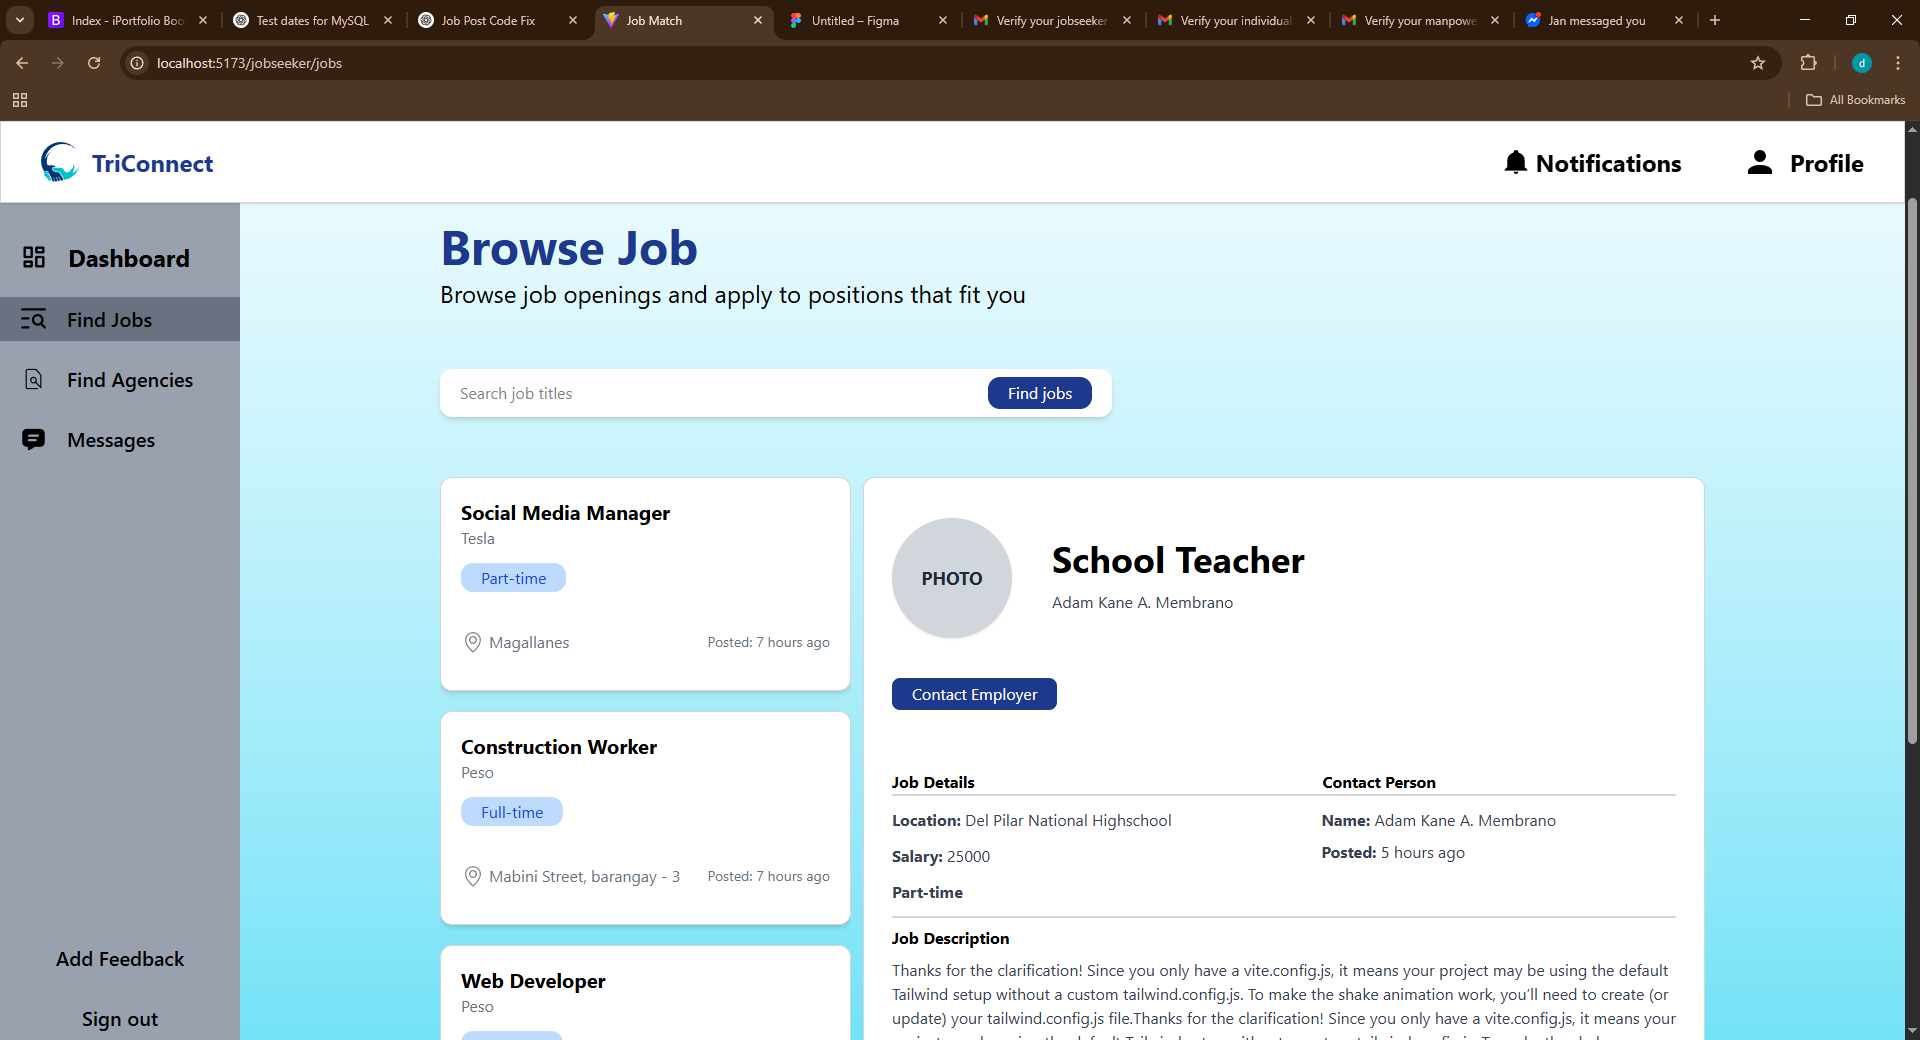 Index - iPortfolio Boo
Test dates for MySQL
Job Post Code Fix
Job Match
Untitled – Figma
Verify your jobseeker
Verify your individual
Verify your manpowe
Jan messaged you
localhost:5173/jobseeker/jobs
d
All Bookmarks
TriConnect
Notifications
Profile
Dashboard
Find Jobs
Find Agencies
Messages
Add Feedback
Sign out
Browse Job
Browse job openings and apply to positions that fit you
Search job titles
Find jobs
Social Media Manager
Tesla
Part-time
Magallanes
Posted: 7 hours ago
Construction Worker
Peso
Full-time
Mabini Street, barangay - 3
Posted: 7 hours ago
Web Developer
Peso
PHOTO
School Teacher
Adam Kane A. Membrano
Contact Employer
Job Details
Contact Person
Location: Del Pilar National Highschool
Name: Adam Kane A. Membrano
Salary: 25000
Posted: 5 hours ago
Part-time
Job Description
Thanks for the clarification! Since you only have a vite.config.js, it means your project may be using the default
Tailwind setup without a custom tailwind.config.js. To make the shake animation work, you'll need to create (or
update) your tailwind.config.js file.Thanks for the clarification! Since you only have a vite.config.js, it means your